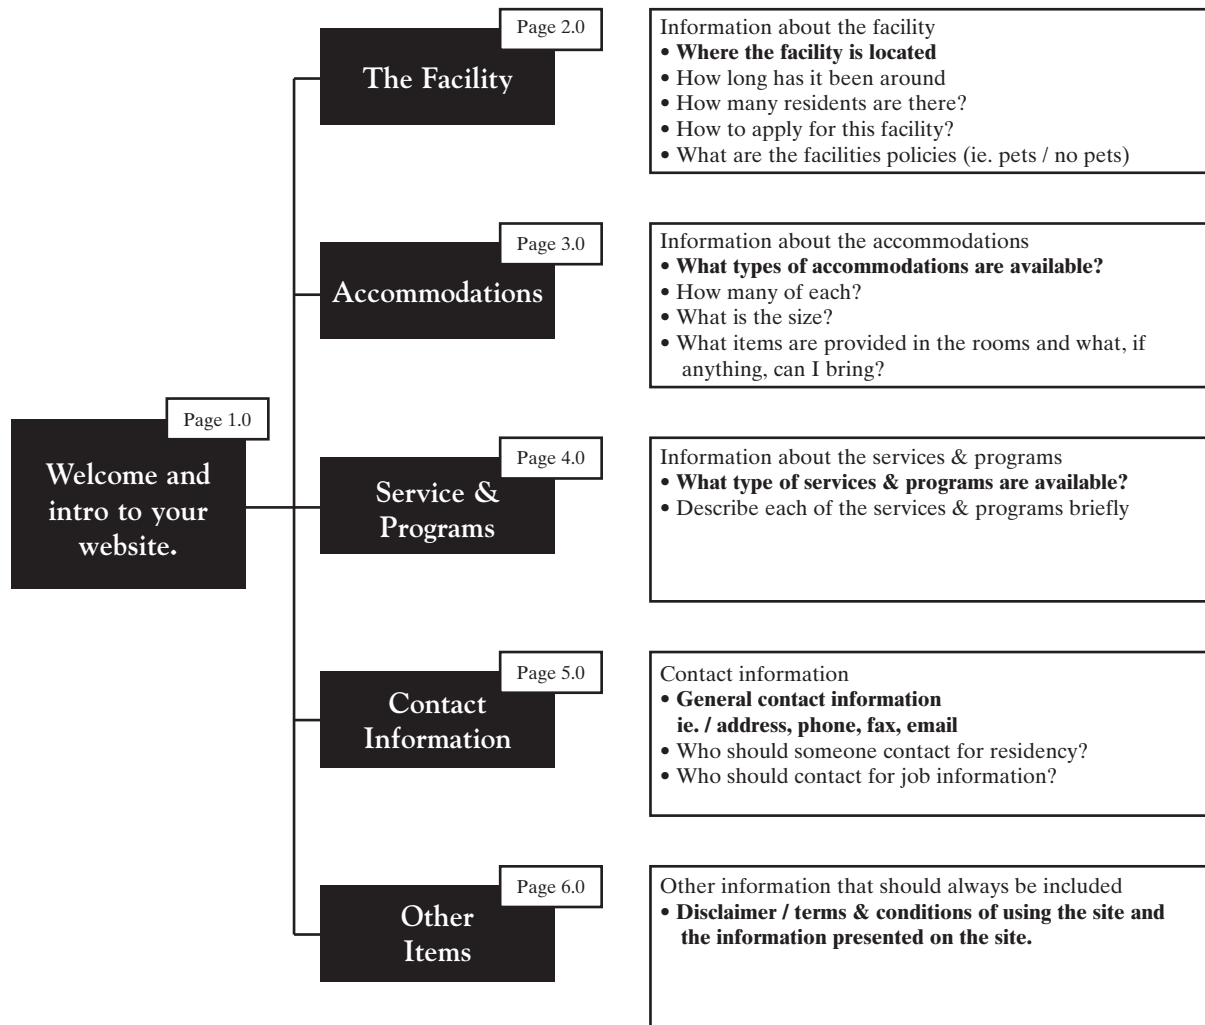 Page 2.0
The Facility
Information about the facility
• Where the facility is located
• How long has it been around
• How many residents are there?
• How to apply for this facility?
• What are the facilities policies (ie. pets / no pets)
Page 3.0
Accommodations
Information about the accommodations
• What types of accommodations are available?
• How many of each?
• What is the size?
• What items are provided in the rooms and what, if
anything, can I bring?
Page 1.0
Welcome and
intro to your
website.
Page 4.0
Service &
Programs
Information about the services & programs
• What type of services & programs are available?
• Describe each of the services & programs briefly
Page 5.0
Contact
Information
Contact information
• General contact information
ie. / address, phone, fax, email
• Who should someone contact for residency?
• Who should contact for job information?
Page 6.0
Other
Items
Other information that should always be included
• Disclaimer / terms & conditions of using the site and
the information presented on the site.